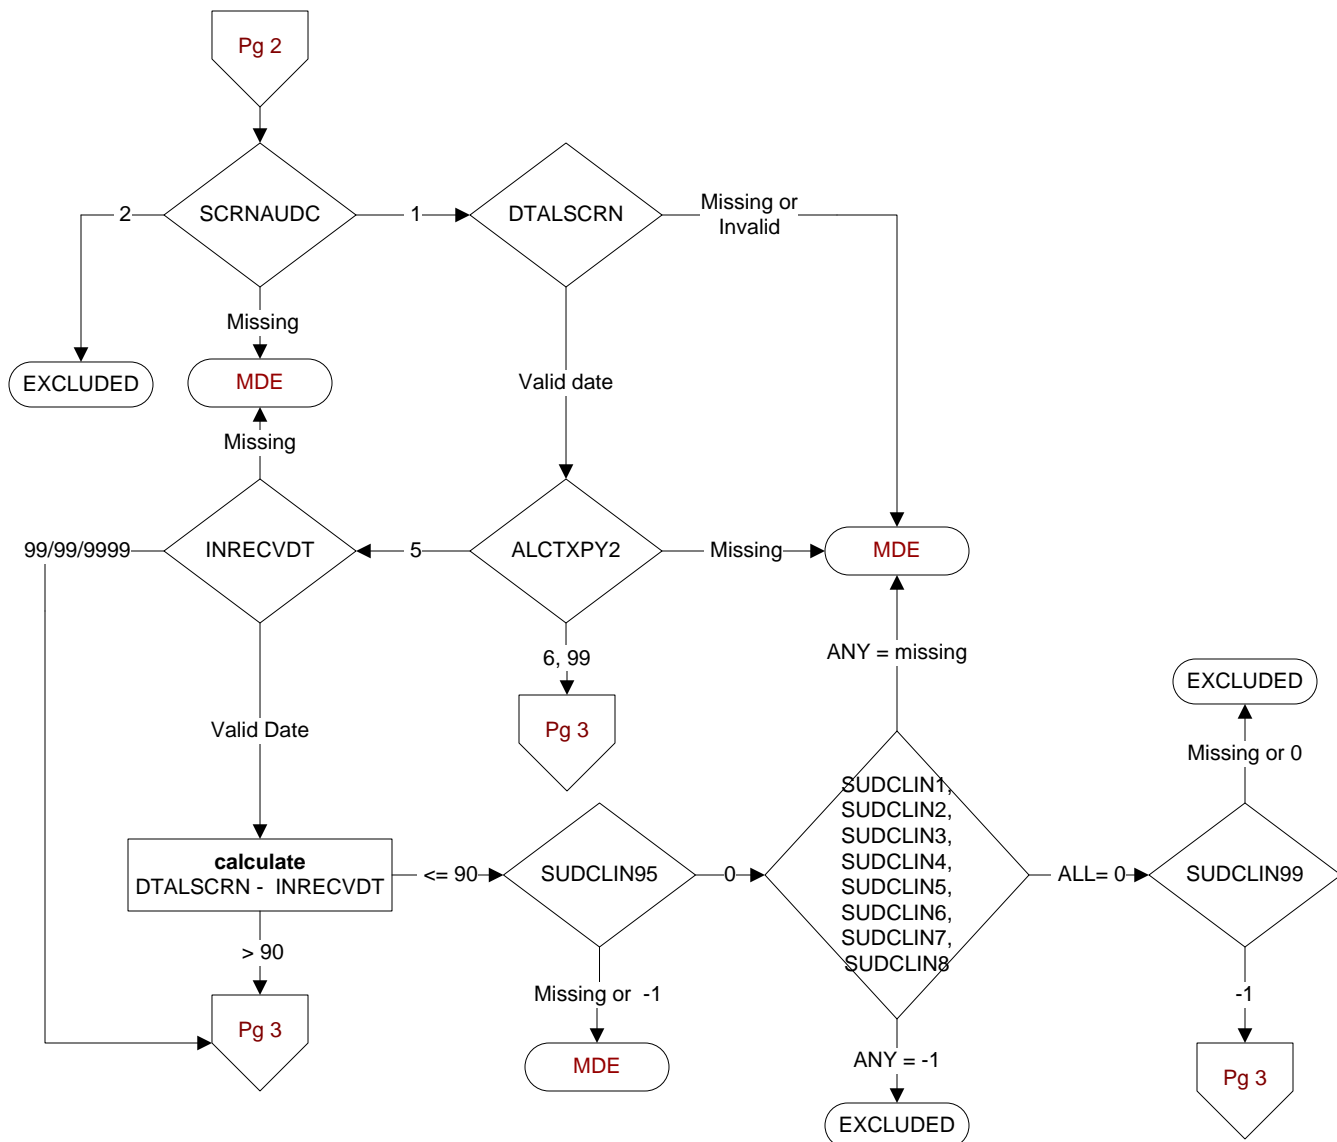 Pg 2
SCRNAUDC
2
1
DTALSCRN
Missing or
Invalid
Missing
Valid date
EXCLUDED
MDE
Missing
99/99/9999
INRECVDT
5
ALCTXPY2
Missing
MDE
6, 99
Pg 3
ANY = missing
EXCLUDED
Missing or 0
Valid Date
calculate
DTALSCRN - INRECVDT
<= 90
SUDCLIN95
0
SUDCLIN1,
SUDCLIN2,
SUDCLIN3,
SUDCLIN4,
SUDCLIN5,
SUDCLIN6,
SUDCLIN7,
SUDCLIN8
ALL= 0
SUDCLIN99
> 90
Pg 3
Missing or -1
MDE
ANY = -1
EXCLUDED
-1
Pg 3